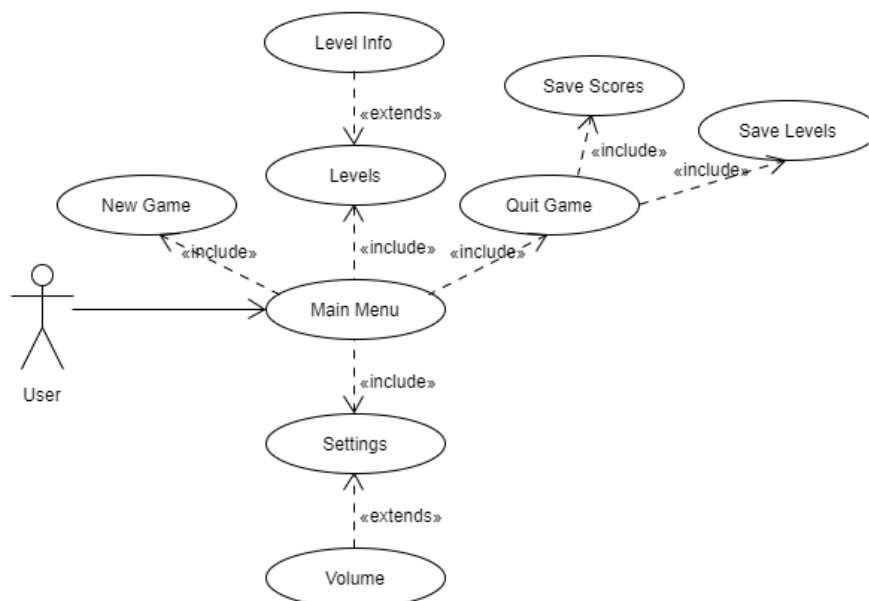 Level Info
Save Scores
«extends»
Save Levels
«include»
«include»
Levels
New Game
Quit Game
«include»
«include»
«include»
Main Menu
User
«include»
Settings
«extends»
Volume